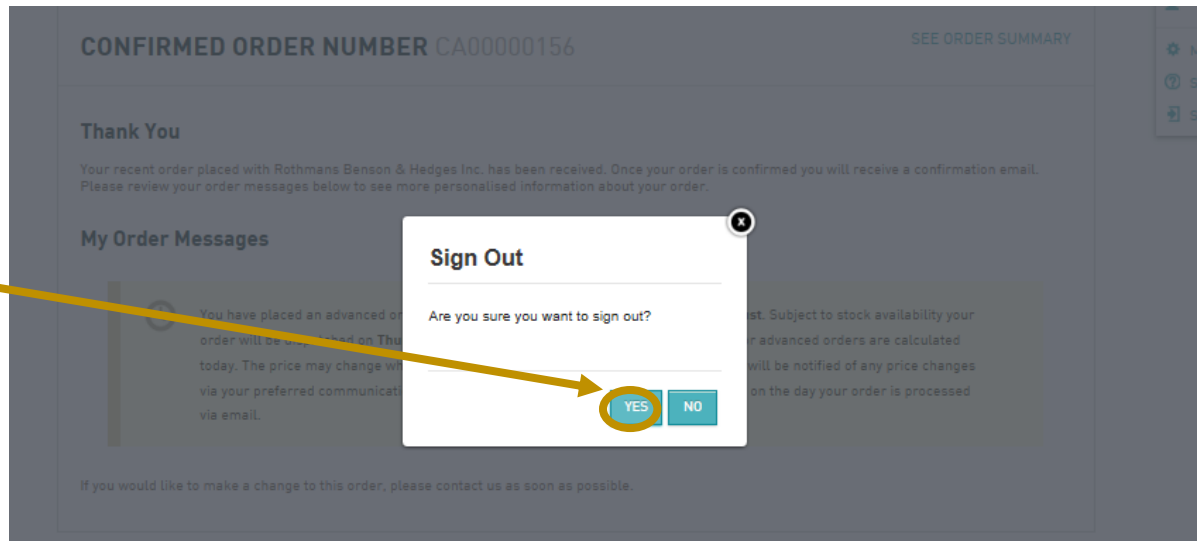 CONFIRMED ORDER NUMBER CA00000156
SEE ORDER SUMMARY
Thank You
Your recent order placed with Rothmans Benson & Hedges Inc. has been received. Once your order is confirmed you will receive a confirmation email.
Please review your order messages below to see more personalised information about your order.
My Order Messages
You have placed an advanced
Subject to stock availability your
order will be dispatched on
advanced orders are calculated
today. The price may change
will be notified of any price changes
via your preferred
on the day your order is processed
via email.
If you would like to make a change to this order, please contact us as soon as possible.
X
Sign Out
Are you sure you want to sign out?
YES NO